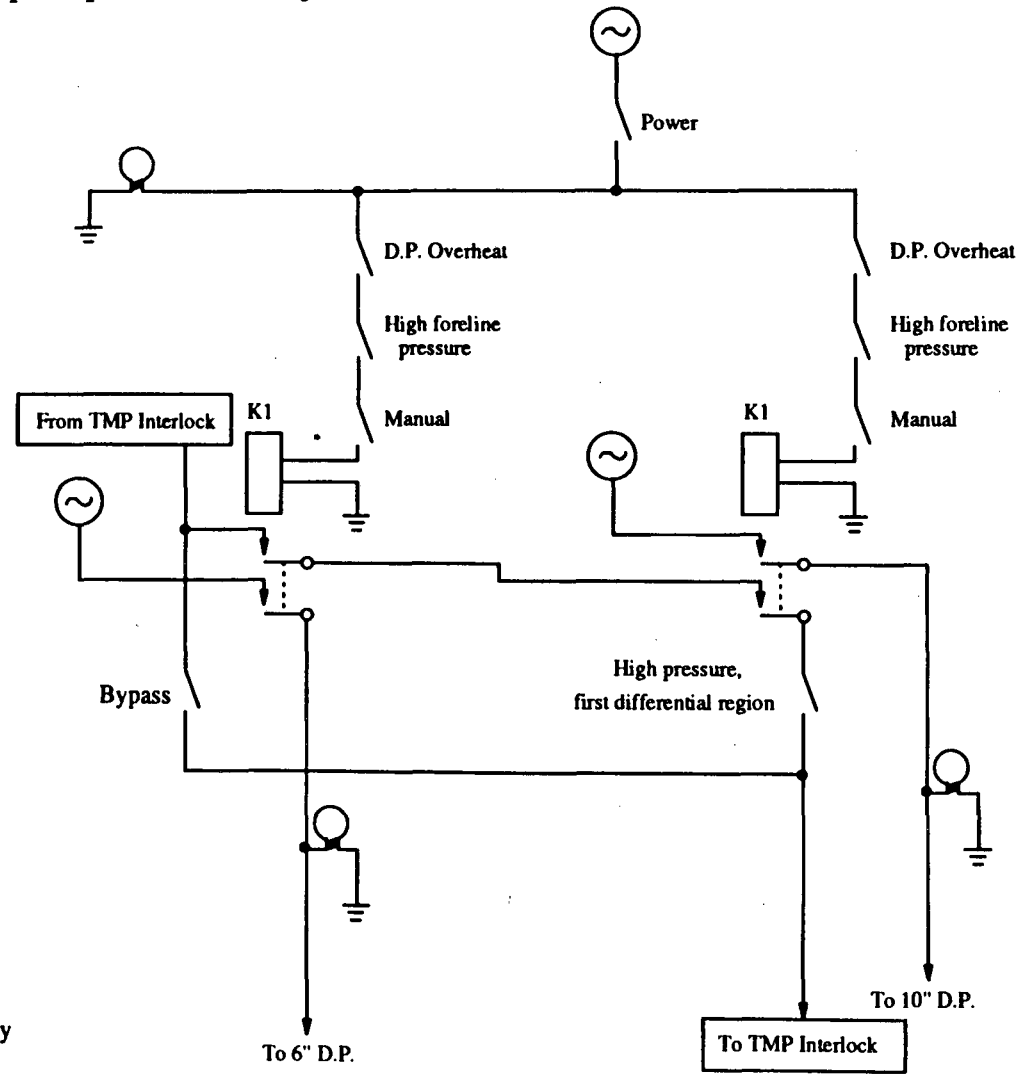 Power
D.P. Overheat
D.P. Overheat
High foreline
pressure
High foreline
pressure
From TMP Interlock
K1
Manual
K1
Manual
Bypass
High pressure,
first differential region
To 10" D.P.
To 6" D.P.
To TMP Interlock
y